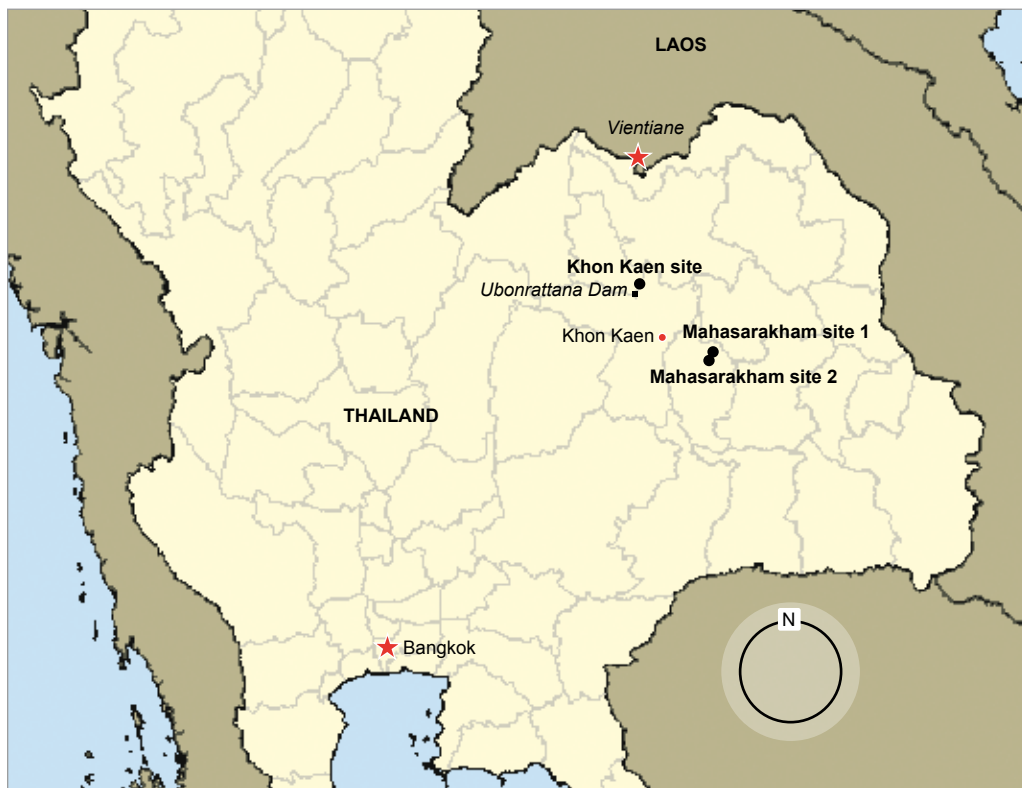 LAOS
Vientiane
Khon Kaen site
Ubonrattana Dam
Khon Kaen
Mahasarakham site 1
Mahasarakham site 2
THAILAND
N
Bangkok